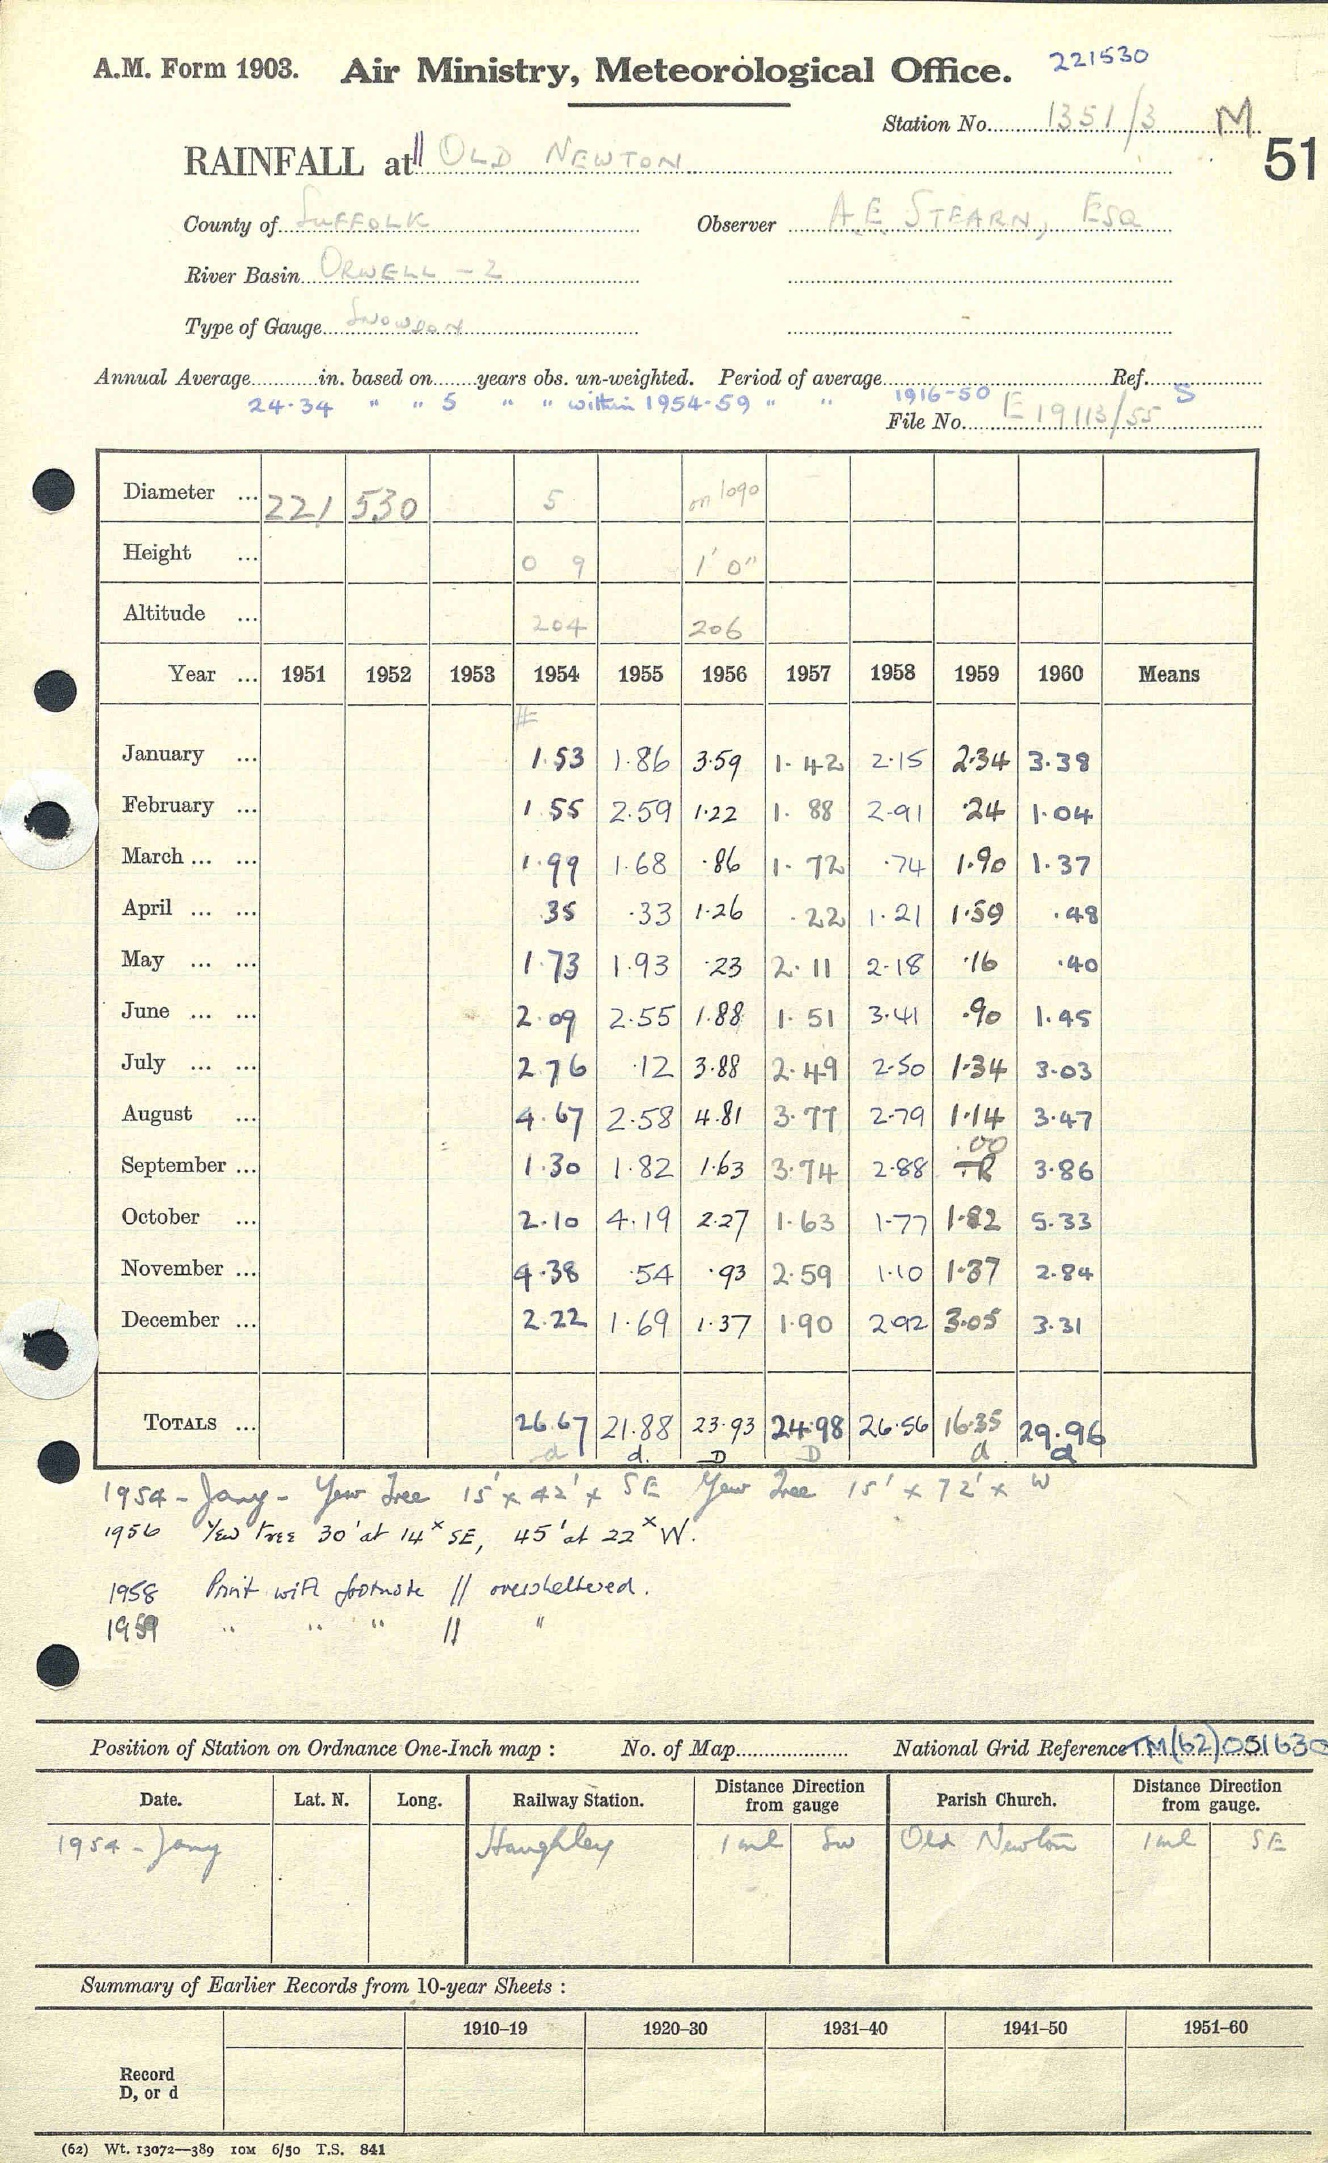 A.M. Form 1903. Air Ministry, Meteorological Office. 221530
Station No. 1351/3 M
51
RAINFALL at || OLD NEWTON
County of SUFFOLK Observer A.E. STEARN, ESQ
River Basin ORWELL - 2
Type of Gauge SNOWDON
Annual Average in. based on years obs. un-weighted. Period of average Ref.
24.34 " " 5 " " within 1954-59 " " 1916-50 S
File No. E 19113/55
Diameter ... 221 530 5 on 1090
Height ... 0 9 1' 0"
Altitude ... 204 206
Year ... 1951 1952 1953 1954 1955 1956 1957 1958 1959 1960 Means
January ... 1.53 1.86 3.59 1.42 2.15 2.34 3.38
February ... 1.55 2.59 1.22 1.88 2.91 .24 1.04
March ... ... 1.99 1.68 .86 1.72 .74 1.90 1.37
April ... ... .35 .33 1.26 .22 1.21 1.59 .48
May ... ... 1.73 1.93 .23 2.11 2.18 .16 .40
June ... ... 2.09 2.55 1.88 1.51 3.41 .90 1.45
July ... ... 2.76 .12 3.88 2.49 2.50 1.34 3.03
August ... 4.67 2.58 4.81 3.77 2.79 1.14 3.47
.00
September ... 1.30 1.82 1.63 3.74 2.88 TR 3.86
October ... 2.10 4.19 2.27 1.63 1.77 1.82 5.33
November ... 4.38 .54 .93 2.59 1.10 1.37 2.84
December ... 2.22 1.69 1.37 1.90 2.92 3.05 3.31
TOTALS ... 26.67 21.88 23.93 24.98 26.56 16.35 29.96
d d. D D d d
1954 - Jany - Yew Tree 15' x 42' x SE Yew Tree 15' x 72' x W
1956 Yew tree 30' at 14x SE, 45' at 22x W.
1958 Print with footnote || oversheltered.
1959 " " " || "
Position of Station on Ordnance One-Inch map : No. of Map National Grid Reference TM(62)051630
Date. Lat. N. Long. Railway Station. Distance Direction from gauge Parish Church. Distance Direction from gauge.
1954 - Jany Haughley 1 ml SW Old Newton 1 ml SE
Summary of Earlier Records from 10-year Sheets :
1910–19 1920–30 1931–40 1941–50 1951–60
Record
D, or d
(62) Wt. 13072—389 10M 6/50 T.S. 841